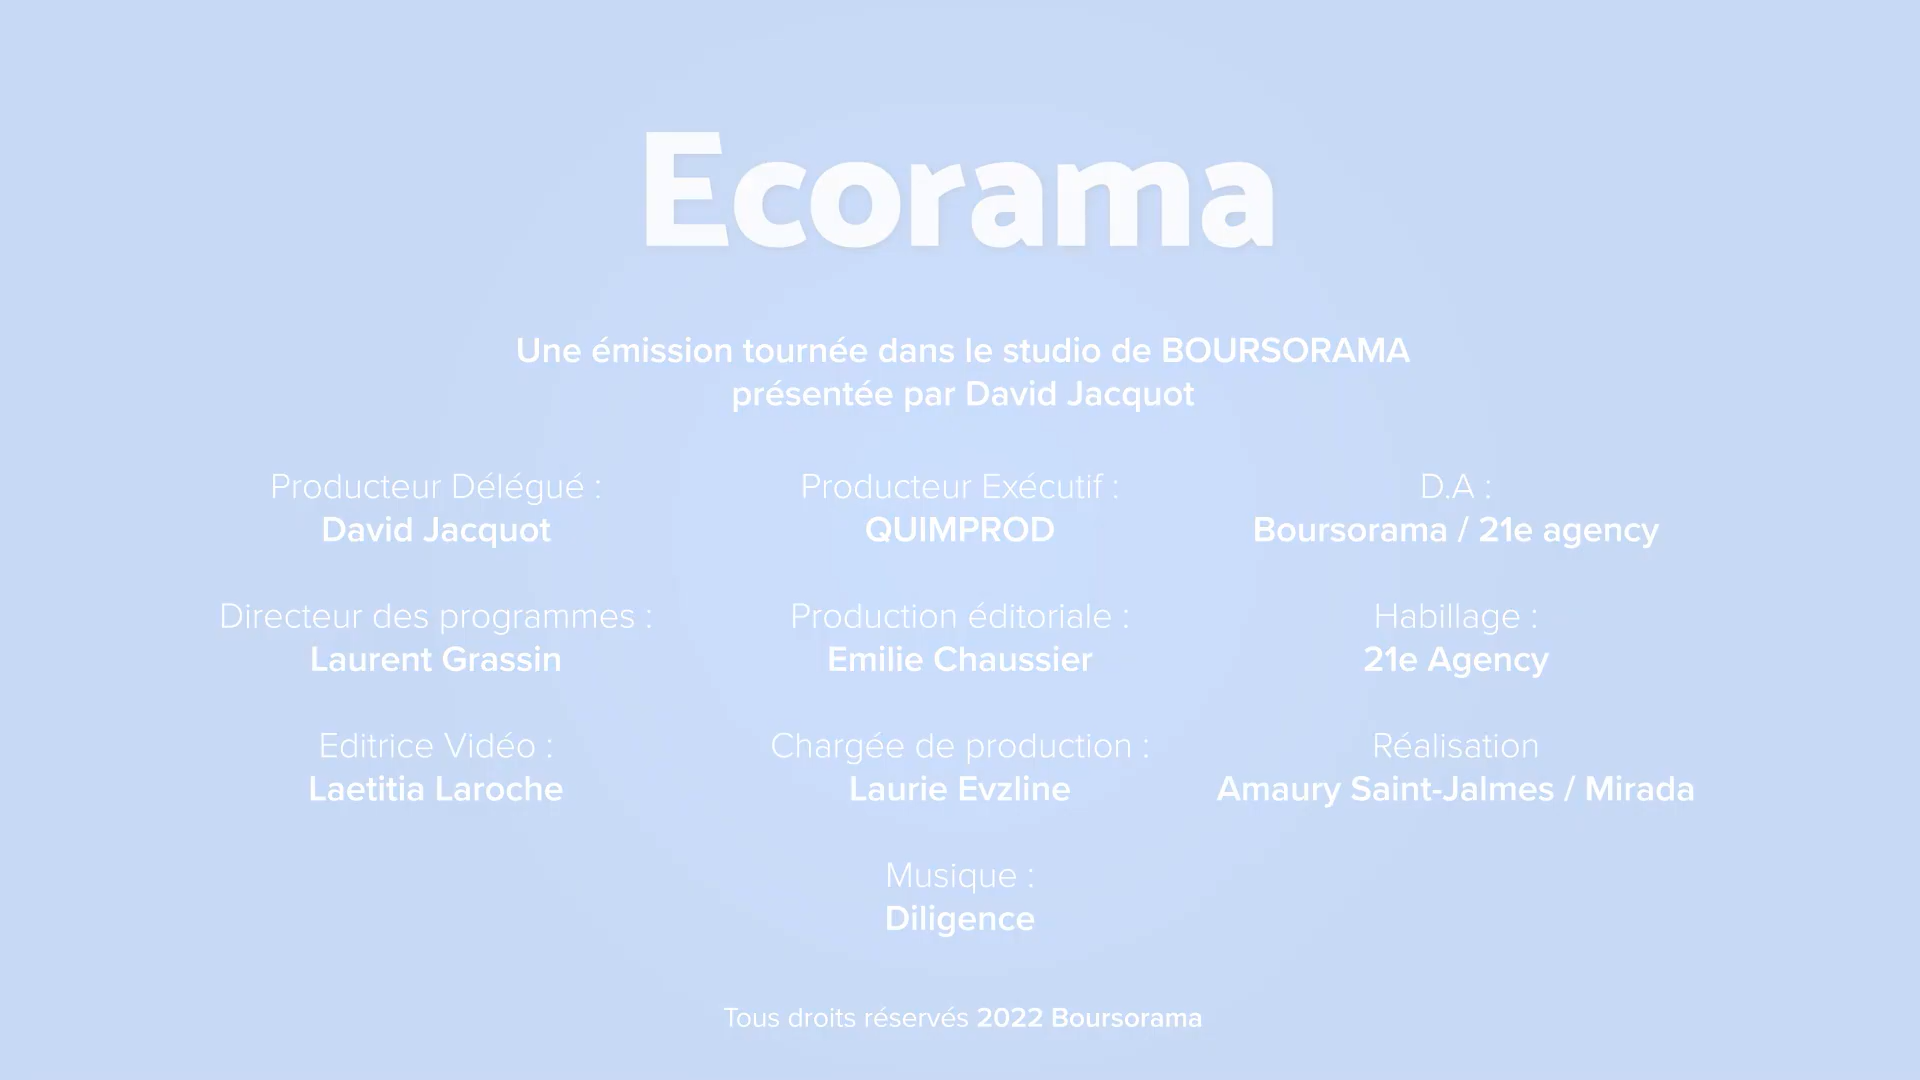 Ecorama
Une émission tournée dans le studio de BOURSORAMA
présentée par David Jacquot
Producteur Délégué :
David Jacquot
Producteur Exécutif :
QUIMPROD
D.A :
Boursorama / 21e agency
Directeur des programmes :
Laurent Grassin
Production éditoriale :
Emilie Chaussier
Habillage :
21e Agency
Editrice Vidéo :
Laetitia Laroche
Chargée de production :
Laurie Evzline
Réalisation
Amaury Saint-Jalmes / Mirada
Musique :
Diligence
Tous droits réservés 2022 Boursorama